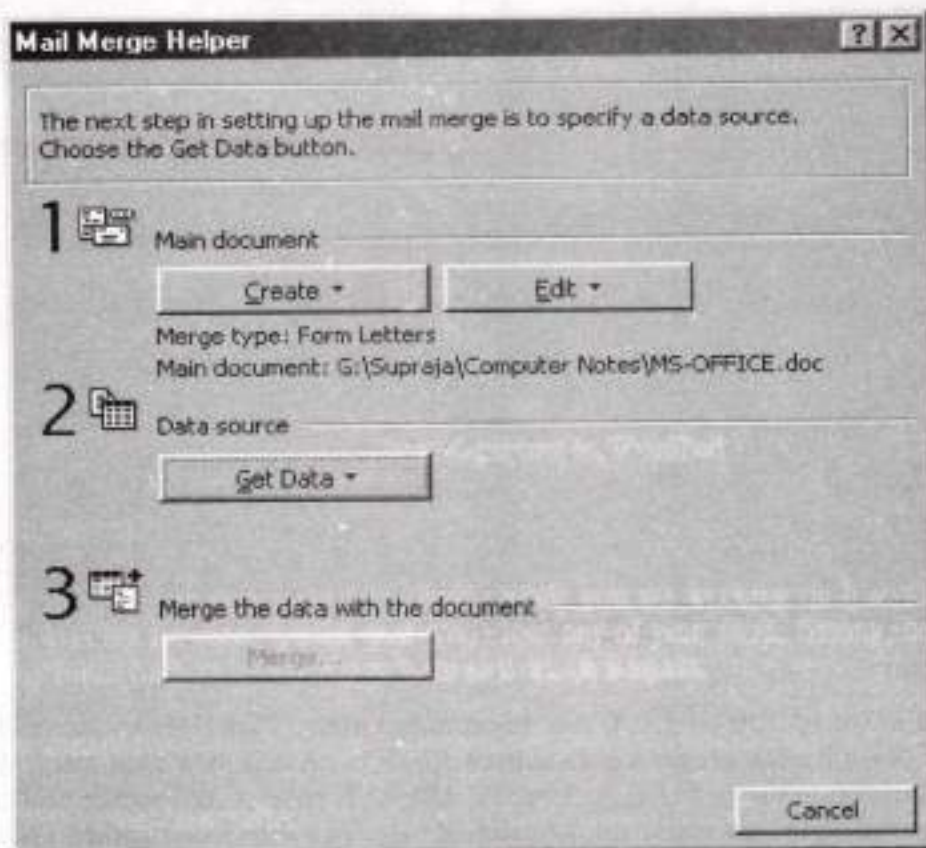 Mail Merge Helper
The next step in setting up the mail merge is to specify a data source.
Choose the Get Data button.
1 Main document
Create Edit
Merge type: Form Letters
Main document: G:\Supraja\Computer Notes\MS-OFFICE.doc
2 Data source
Get Data
3 Merge the data with the document
Merge...
Cancel